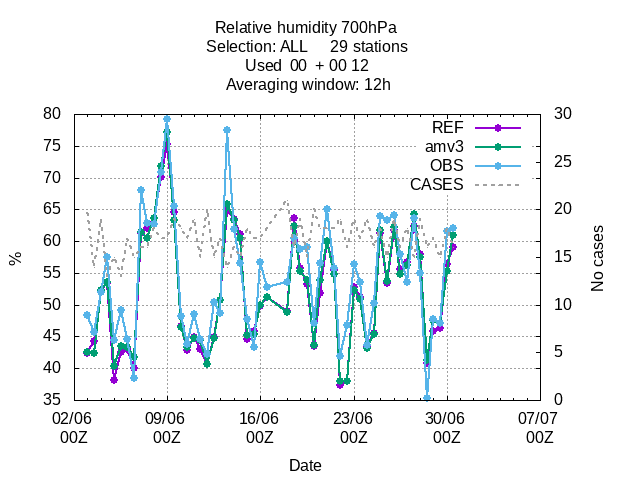 Relative humidity 700hPa
Selection: ALL     29 stations
Used  00  + 00 12
Averaging window: 12h
80 30
75 25
70 20
65 15
60 10
55 5
50 0
45
40
35
REF
amv3
OBS
CASES
%
No cases
02/06 09/06 16/06 23/06 30/06 07/07
00Z 00Z 00Z 00Z 00Z 00Z
Date